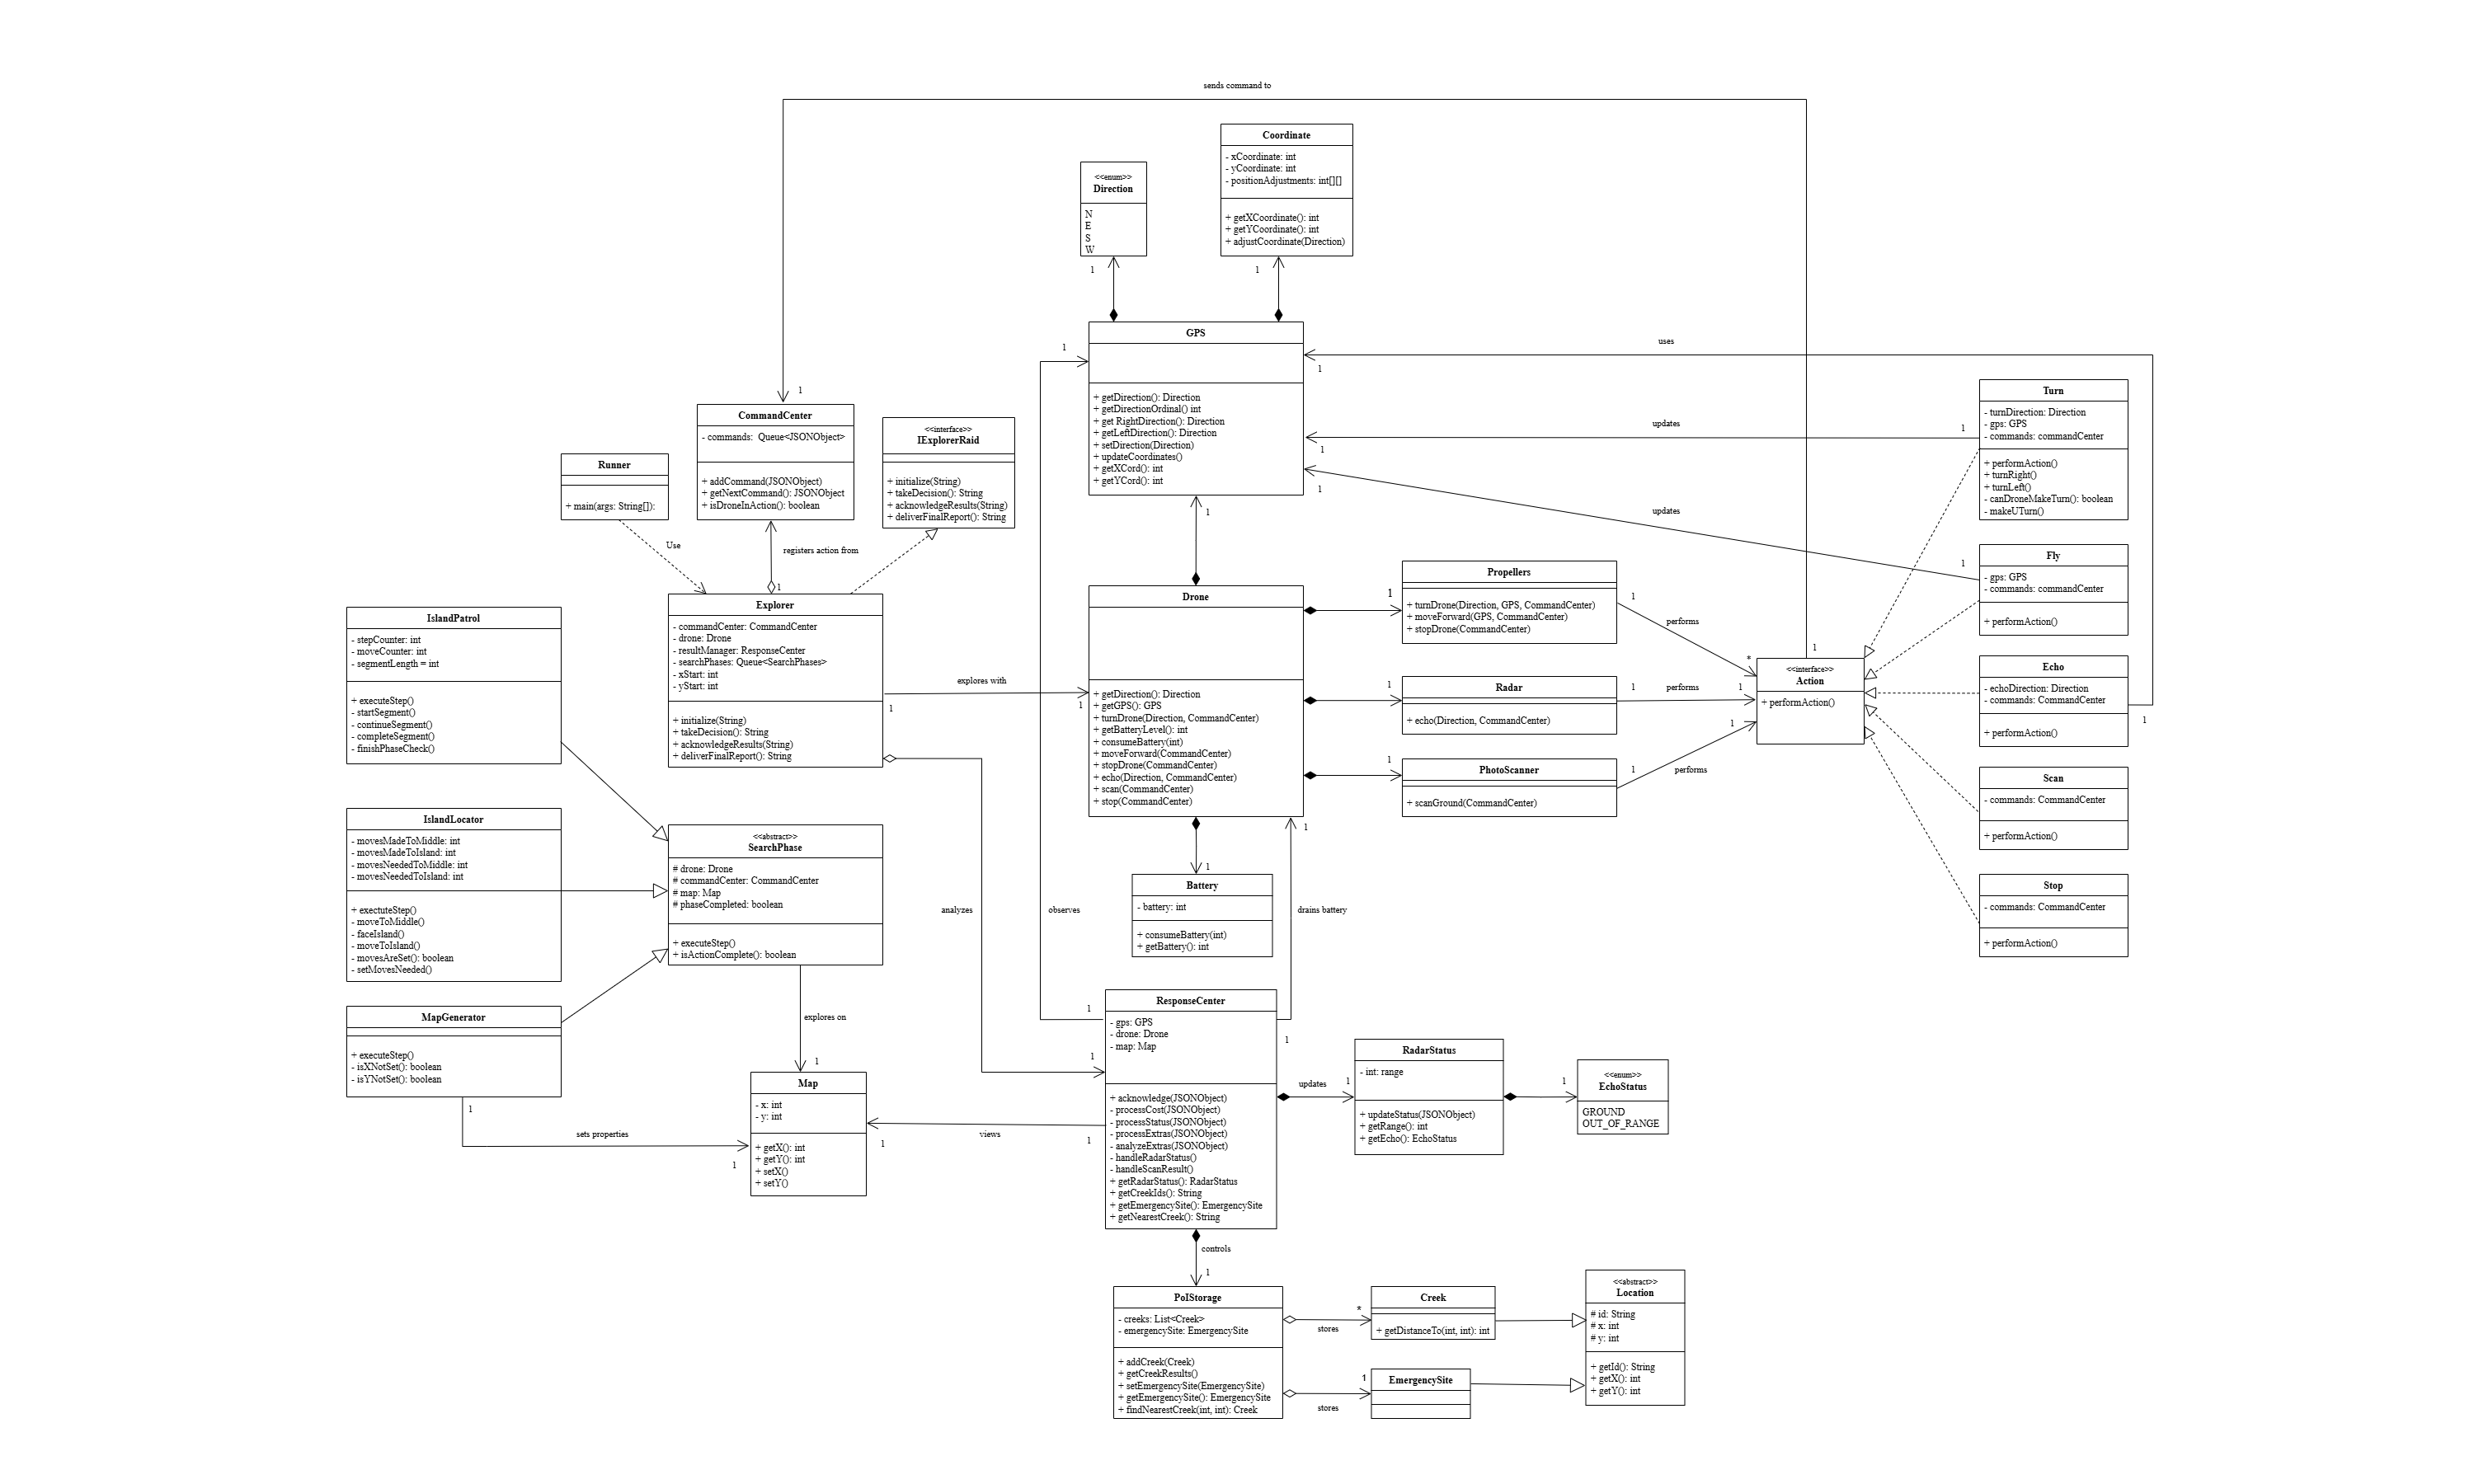 sends command to
Coordinate
- xCoordinate: int
- yCoordinate: int
- positionAdjustments: int[][]
+ getXCoordinate(): int
+ getYCoordinate(): int
+ adjustCoordinate(Direction)
<<enum>>
Direction
N
E
S
W
1
1
GPS
+ getDirection(): Direction
+ getDirectionOrdinal() int
+ get RightDirection(): Direction
+ getLeftDirection(): Direction
+ setDirection(Direction)
+ updateCoordinates()
+ getXCord(): int
+ getYCord(): int
1
uses
1
updates
1
1
updates
1
1
1
CommandCenter
- commands:  Queue<JSONObject>
+ addCommand(JSONObject)
+ getNextCommand(): JSONObject
+ isDroneInAction(): boolean
1
<<interface>>
IExplorerRaid
+ initialize(String)
+ takeDecision(): String
+ acknowledgeResults(String)
+ deliverFinalReport(): String
Runner
+ main(args: String[]):
Use
registers action from
1
Turn
- turnDirection: Direction
- gps: GPS
- commands: commandCenter
+ performAction()
+ turnRight()
+ turnLeft()
- canDroneMakeTurn(): boolean
- makeUTurn()
Fly
- gps: GPS
- commands: commandCenter
+ performAction()
Echo
- echoDirection: Direction
- commands: CommandCenter
+ performAction()
1
Scan
- commands: CommandCenter
+ performAction()
Stop
- commands: CommandCenter
+ performAction()
IslandPatrol
- stepCounter: int
- moveCounter: int
- segmentLength = int
+ executeStep()
- startSegment()
- continueSegment()
- completeSegment()
- finishPhaseCheck()
Explorer
- commandCenter: CommandCenter
- drone: Drone
- resultManager: ResponseCenter
- searchPhases: Queue<SearchPhases>
- xStart: int
- yStart: int
+ initialize(String)
+ takeDecision(): String
+ acknowledgeResults(String)
+ deliverFinalReport(): String
explores with
1
1
Drone
+ getDirection(): Direction
+ getGPS(): GPS
+ turnDrone(Direction, CommandCenter)
+ getBatteryLevel(): int
+ consumeBattery(int)
+ moveForward(CommandCenter)
+ stopDrone(CommandCenter)
+ echo(Direction, CommandCenter)
+ scan(CommandCenter)
+ stop(CommandCenter)
1
Propellers
+ turnDrone(Direction, GPS, CommandCenter)
+ moveForward(GPS, CommandCenter)
+ stopDrone(CommandCenter)
1
performs
*
1
Radar
+ echo(Direction, CommandCenter)
1
performs
1
1
PhotoScanner
+ scanGround(CommandCenter)
1
performs
1
1
<<interface>>
Action
+ performAction()
IslandLocator
- movesMadeToMiddle: int
- movesMadeToIsland: int
- movesNeededToMiddle: int
- movesNeededToIsland: int
+ exectuteStep()
- moveToMiddle()
- faceIsland()
- moveToIsland()
- movesAreSet(): boolean
- setMovesNeeded()
<<abstract>>
SearchPhase
# drone: Drone
# commandCenter: CommandCenter
# map: Map
# phaseCompleted: boolean
+ executeStep()
+ isActionComplete(): boolean
analyzes
observes
1
Battery
- battery: int
+ consumeBattery(int)
+ getBattery(): int
1
drains battery
MapGenerator
+ executeStep()
- isXNotSet(): boolean
- isYNotSet(): boolean
1
sets properties
1
explores on
1
Map
- x: int
- y: int
+ getX(): int
+ getY(): int
+ setX()
+ setY()
1
views
1
1
1
1
ResponseCenter
- gps: GPS
- drone: Drone
- map: Map
+ acknowledge(JSONObject)
- processCost(JSONObject)
- processStatus(JSONObject)
- processExtras(JSONObject)
- analyzeExtras(JSONObject)
- handleRadarStatus()
- handleScanResult()
+ getRadarStatus(): RadarStatus
+ getCreekIds(): String
+ getEmergencySite(): EmergencySite
+ getNearestCreek(): String
updates
1
RadarStatus
- int: range
+ updateStatus(JSONObject)
+ getRange(): int
+ getEcho(): EchoStatus
1
<<enum>>
EchoStatus
GROUND
OUT_OF_RANGE
controls
1
PoIStorage
- creeks: List<Creek>
- emergencySite: EmergencySite
+ addCreek(Creek)
+ getCreekResults()
+ setEmergencySite(EmergencySite)
+ getEmergencySite(): EmergencySite
+ findNearestCreek(int, int): Creek
*
stores
Creek
+ getDistanceTo(int, int): int
1
stores
EmergencySite
<<abstract>>
Location
# id: String
# x: int
# y: int
+ getId(): String
+ getX(): int
+ getY(): int